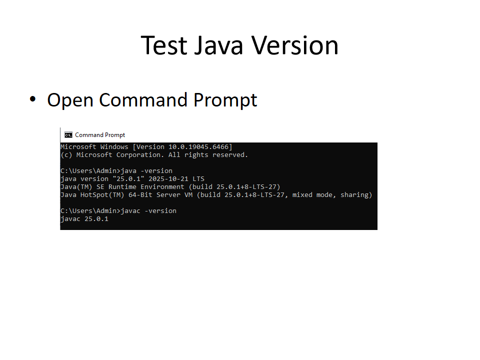 Test Java Version
• Open Command Prompt
Command Prompt
Microsoft Windows [Version 10.0.19045.6466]
(c) Microsoft Corporation. All rights reserved.
C:\Users\Admin>java -version
java version "25.0.1" 2025-10-21 LTS
Java(TM) SE Runtime Environment (build 25.0.1+8-LTS-27)
Java HotSpot(TM) 64-Bit Server VM (build 25.0.1+8-LTS-27, mixed mode, sharing)
C:\Users\Admin>javac -version
javac 25.0.1